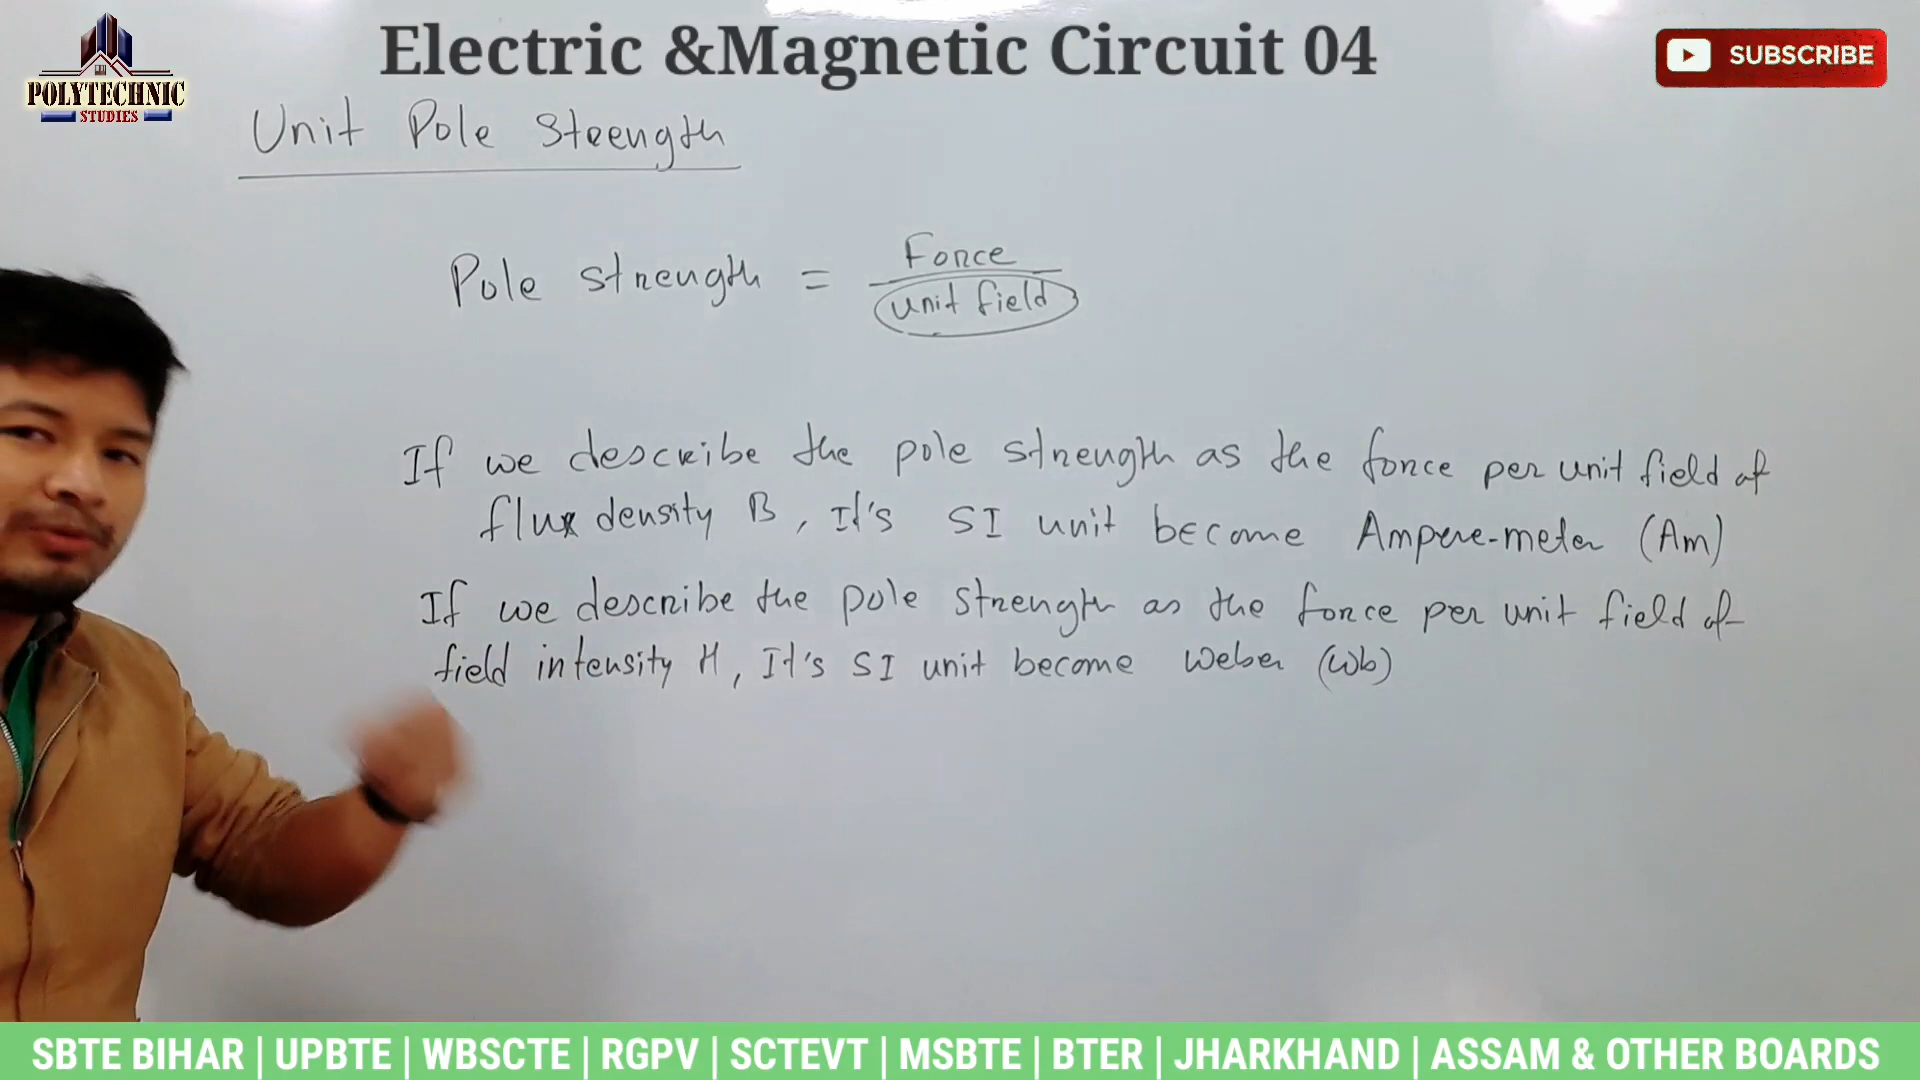 Electric &Magnetic Circuit 04
SUBSCRIBE
POLYTECHNIC
STUDIES
Unit Pole Strength
Pole strength = Force
unit field
If we describe the pole strength as the force per unit field of
flux density B, It's SI unit become Ampere-meter (Am)
If we describe the pole strength as the force per unit field of
field intensity H, It's SI unit become Weber (Wb)
SBTE BIHAR | UPBTE | WBSCTE | RGPV | SCTEVT | MSBTE | BTER | JHARKHAND | ASSAM & OTHER BOARDS